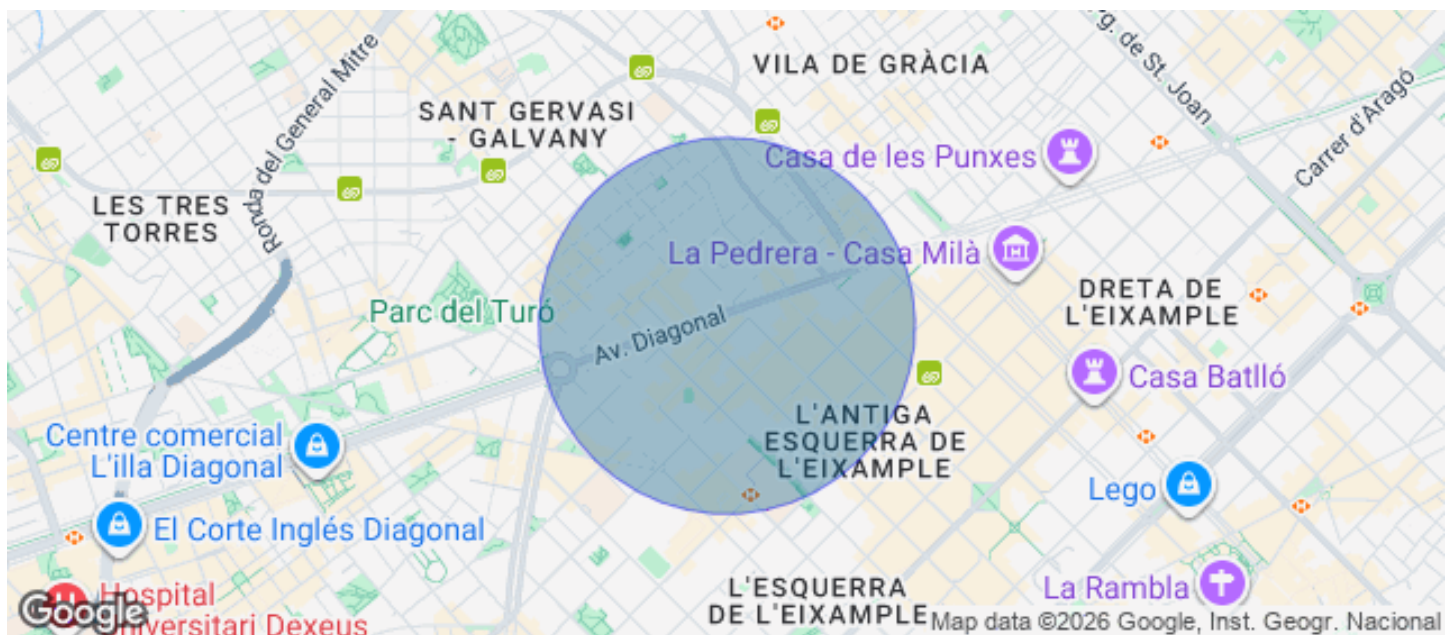 VILA DE GRÀCIA
rg. de St. Joan
Carrer d'Aragó
Ronda del General Mitre
SANT GERVASI
- GALVANY
Casa de les Punxes
LES TRES
TORRES
La Pedrera - Casa Milà
DRETA DE
L'EIXAMPLE
Parc del Turó
Av. Diagonal
Casa Batlló
L'ANTIGA
ESQUERRA DE
L'EIXAMPLE
Centre comercial
L'illa Diagonal
Lego
El Corte Inglés Diagonal
L'ESQUERRA
DE L'EIXAMPLE
La Rambla
Hospital
Universitari Dexeus
Google
Map data ©2026 Google, Inst. Geogr. Nacional